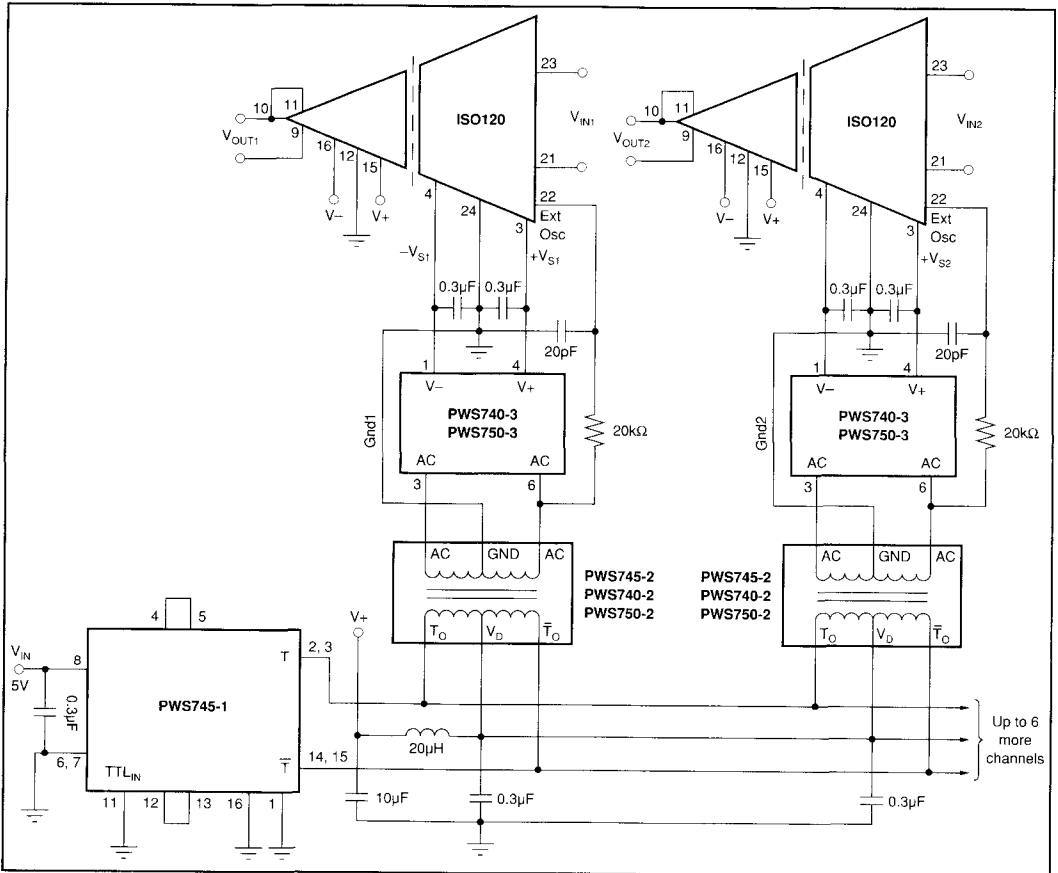 23
11
10
ISO120
V_IN1
V_OUT1
9
16
12
15
21
4
22
24
Ext
Osc
V–
V+
3
–V_S1
+V_S1
0.3µF
0.3µF
20pF
1
4
V–
V+
PWS740-3
PWS750-3
Gnd1
20kΩ
AC
AC
3
6
AC
GND
AC
PWS745-2
PWS740-2
PWS750-2
T_O
V_D
T̅_O
23
11
10
ISO120
V_IN2
V_OUT2
9
16
12
15
21
4
22
24
Ext
Osc
V–
V+
3
+V_S2
0.3µF
0.3µF
20pF
1
4
V–
V+
PWS740-3
PWS750-3
Gnd2
20kΩ
AC
AC
3
6
AC
GND
AC
PWS745-2
PWS740-2
PWS750-2
T_O
V_D
T̅_O
V+
4
5
V_IN
8
5V
T
2, 3
0.3µF
PWS745-1
20µH
Up to 6
more
channels
6, 7
TTL_IN
T̅
14, 15
11
12
13
16
1
10µF
0.3µF
0.3µF